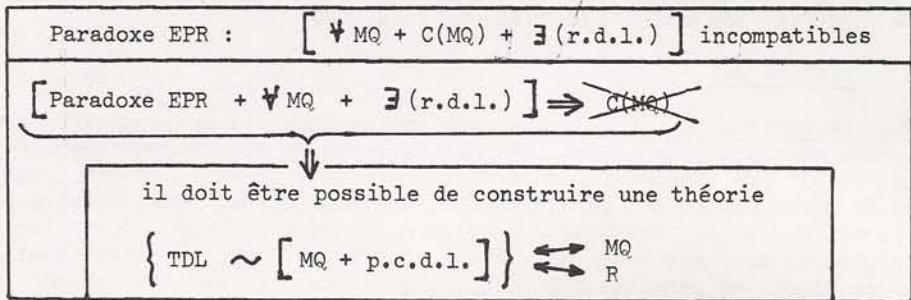 Paradoxe EPR : [ ∀ MQ + C(MQ) + ∃ (r.d.l.) ] incompatibles
[ Paradoxe EPR + ∀ MQ + ∃ (r.d.l.) ] ⇒ C(MQ)
⇓
il doit être possible de construire une théorie
{ TDL ~ [ MQ + p.c.d.l. ] } ↔ MQ
↔ R